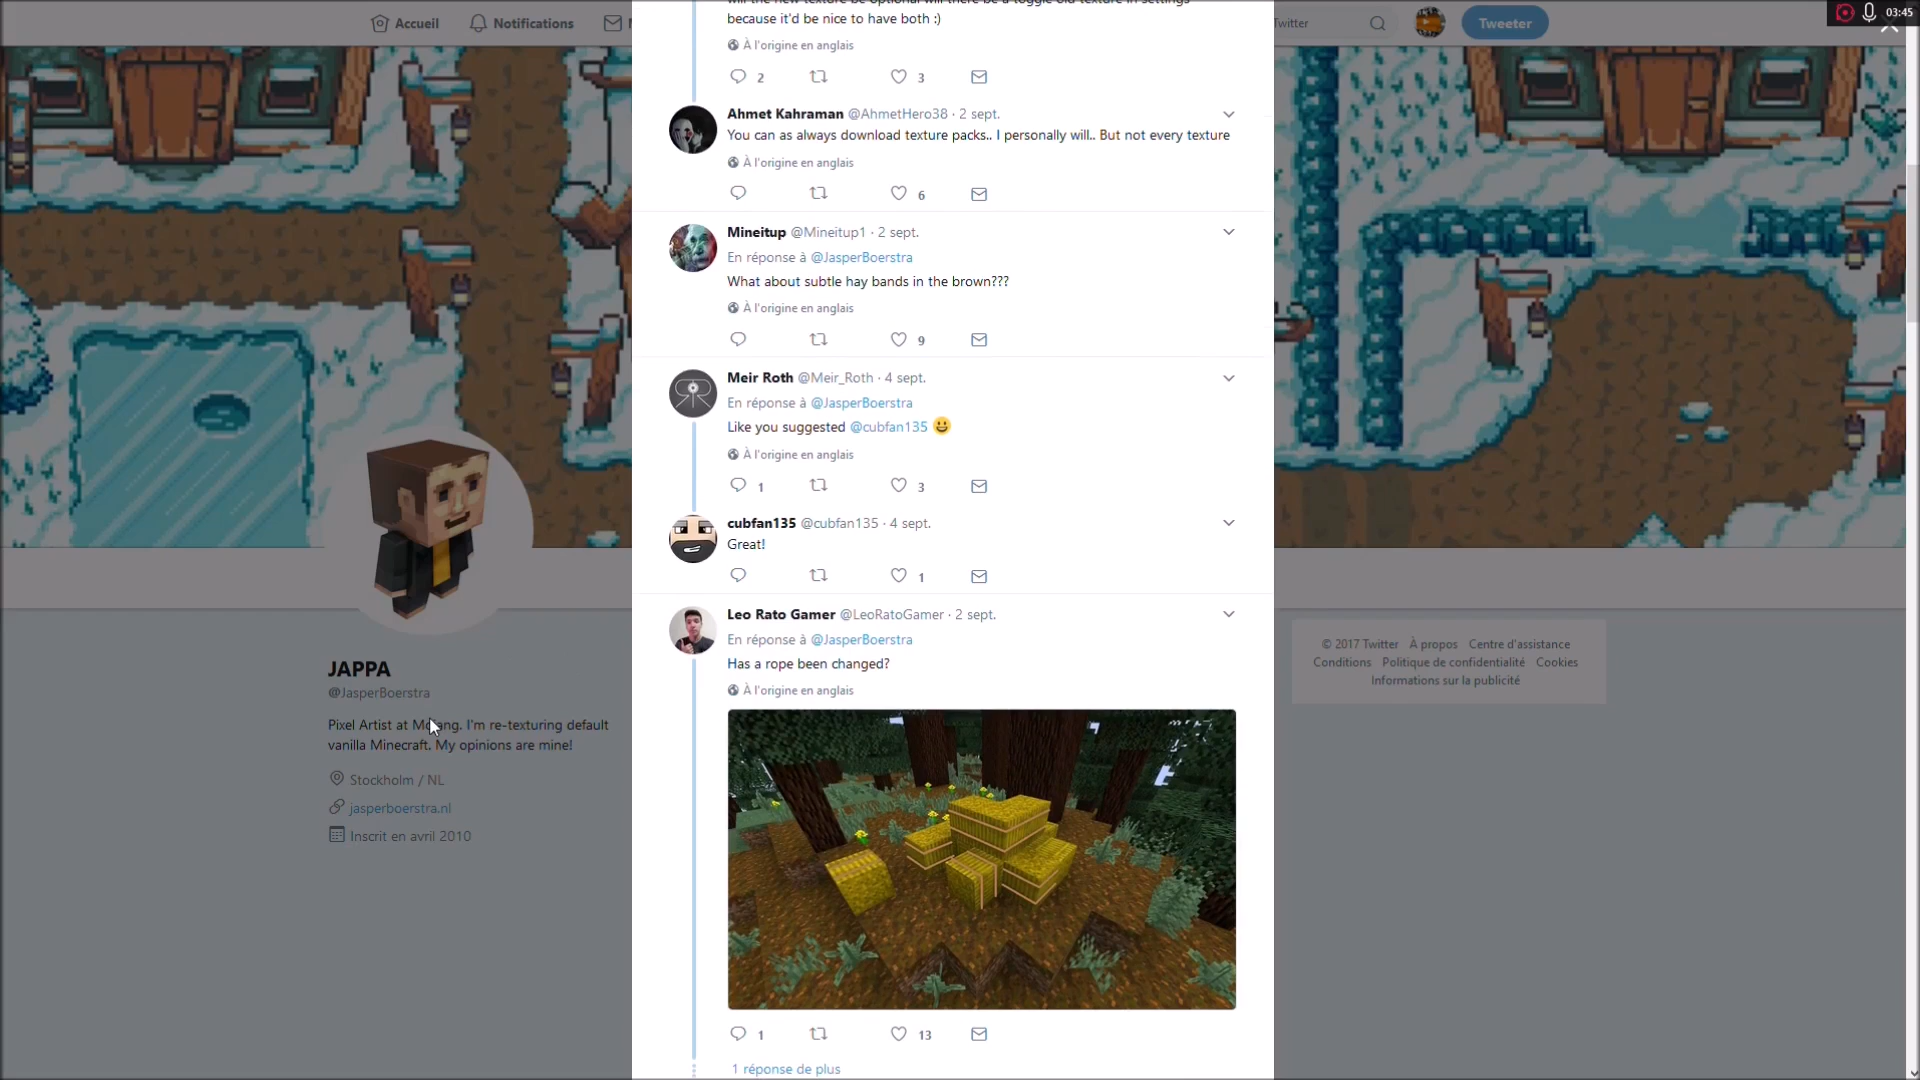 Accueil
Notifications
Twitter
Tweeter
03:45
because it'd be nice to have both :)
À l'origine en anglais
2
3
Ahmet Kahraman @AhmetHero38 · 2 sept.
You can as always download texture packs.. I personally will.. But not every texture
À l'origine en anglais
6
Mineitup @Mineitup1 · 2 sept.
En réponse à @JasperBoerstra
What about subtle hay bands in the brown???
À l'origine en anglais
9
Meir Roth @Meir_Roth · 4 sept.
En réponse à @JasperBoerstra
Like you suggested @cubfan135 😃
À l'origine en anglais
1
3
cubfan135 @cubfan135 · 4 sept.
Great!
1
Leo Rato Gamer @LeoRatoGamer · 2 sept.
En réponse à @JasperBoerstra
Has a rope been changed?
À l'origine en anglais
1
13
1 réponse de plus
JAPPA
@JasperBoerstra
Pixel Artist at Mojang. I'm re-texturing default
vanilla Minecraft. My opinions are mine!
Stockholm / NL
jasperboerstra.nl
Inscrit en avril 2010
© 2017 Twitter À propos Centre d'assistance
Conditions Politique de confidentialité Cookies
Informations sur la publicité